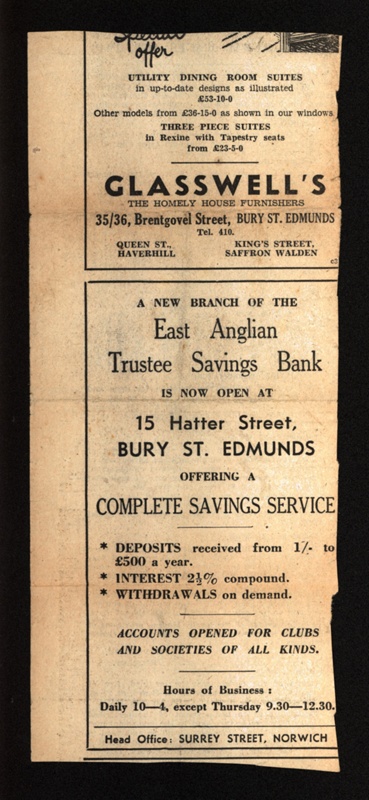 Special
offer
UTILITY DINING ROOM SUITES
in up-to-date designs as illustrated
£53-10-0
Other models from £36-15-0 as shown in our windows
THREE PIECE SUITES
in Rexine with Tapestry seats
from £23-5-0
GLASSWELL'S
THE HOMELY HOUSE FURNISHERS
35/36, Brentgovel Street, BURY ST. EDMUNDS
Tel. 410.
QUEEN ST., KING'S STREET,
HAVERHILL SAFFRON WALDEN
A NEW BRANCH OF THE
East Anglian
Trustee Savings Bank
IS NOW OPEN AT
15 Hatter Street,
BURY ST. EDMUNDS
OFFERING A
COMPLETE SAVINGS SERVICE
* DEPOSITS received from 1/- to
£500 a year.
* INTEREST 2½% compound.
* WITHDRAWALS on demand.
ACCOUNTS OPENED FOR CLUBS
AND SOCIETIES OF ALL KINDS.
Hours of Business :
Daily 10—4, except Thursday 9.30—12.30.
Head Office: SURREY STREET, NORWICH